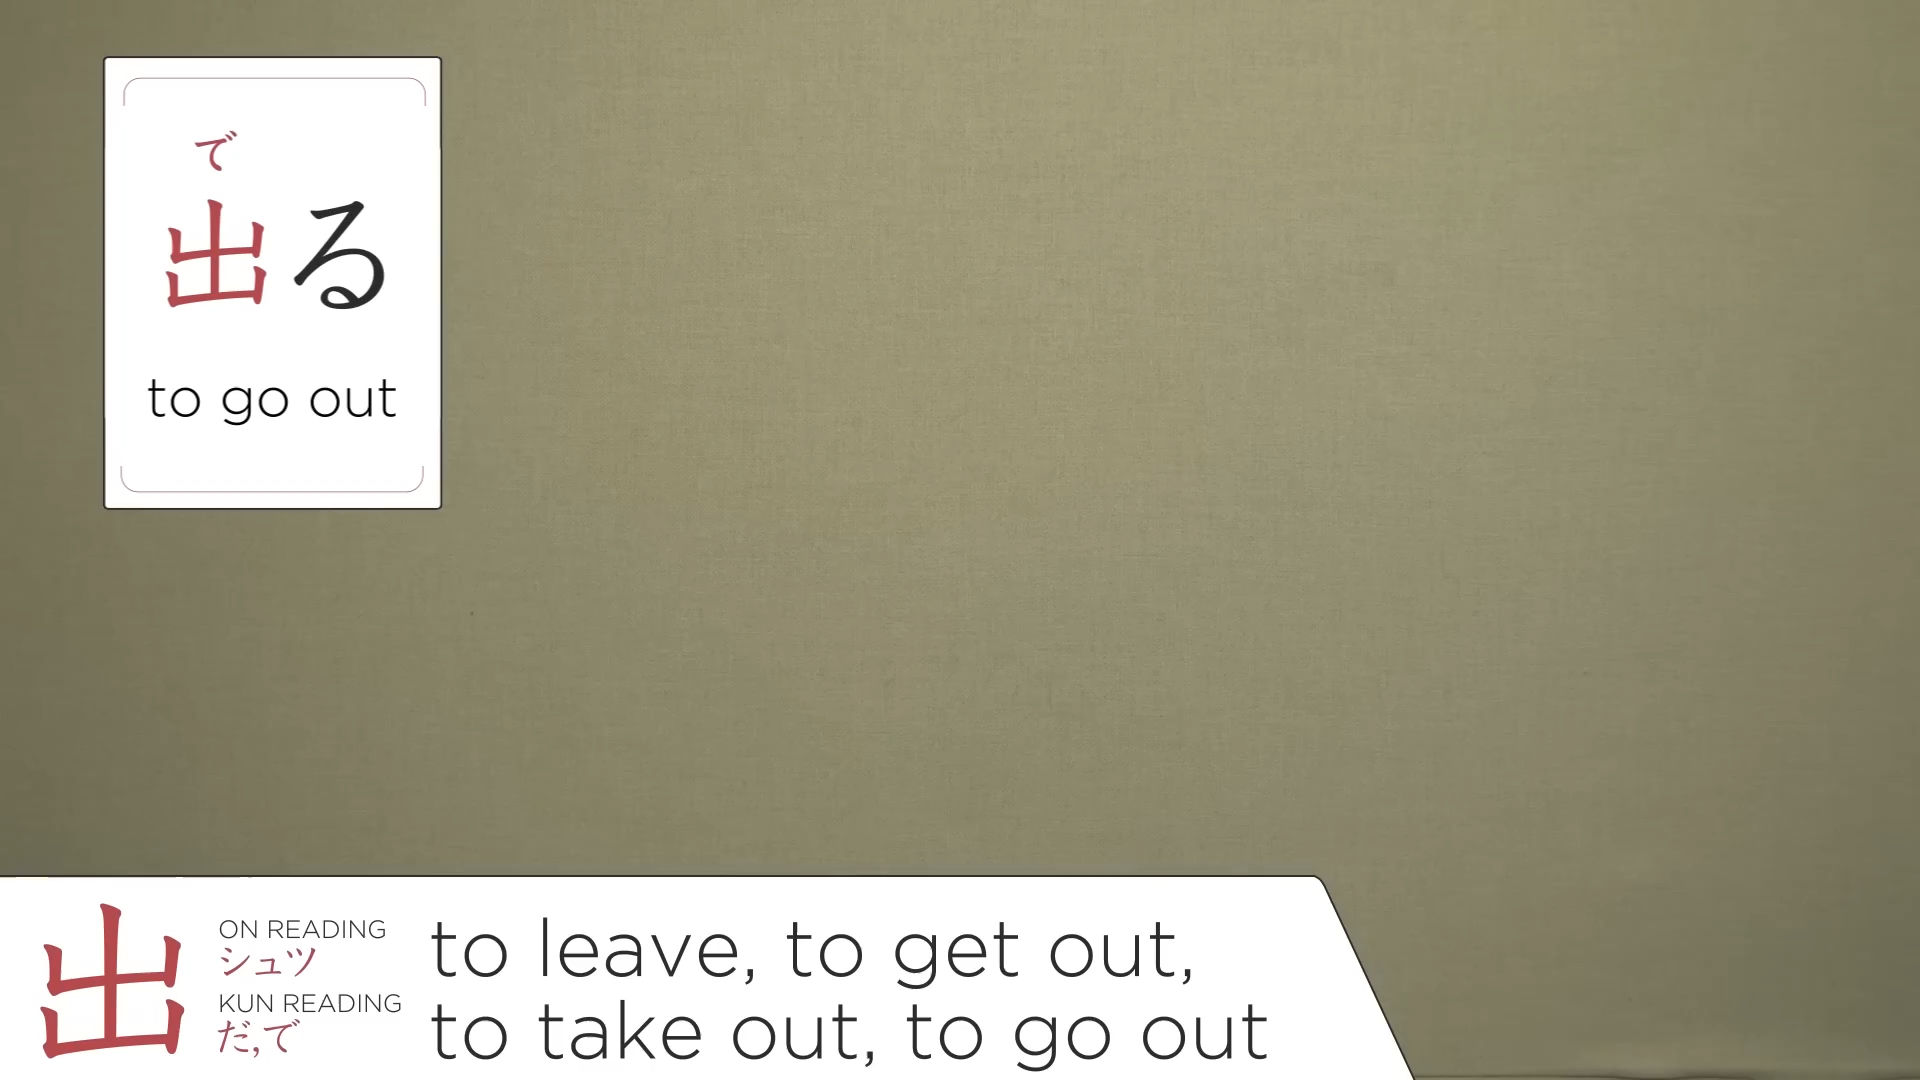 で
出る
to go out
出
ON READING
シュツ
KUN READING
だ,で
to leave, to get out,
to take out, to go out